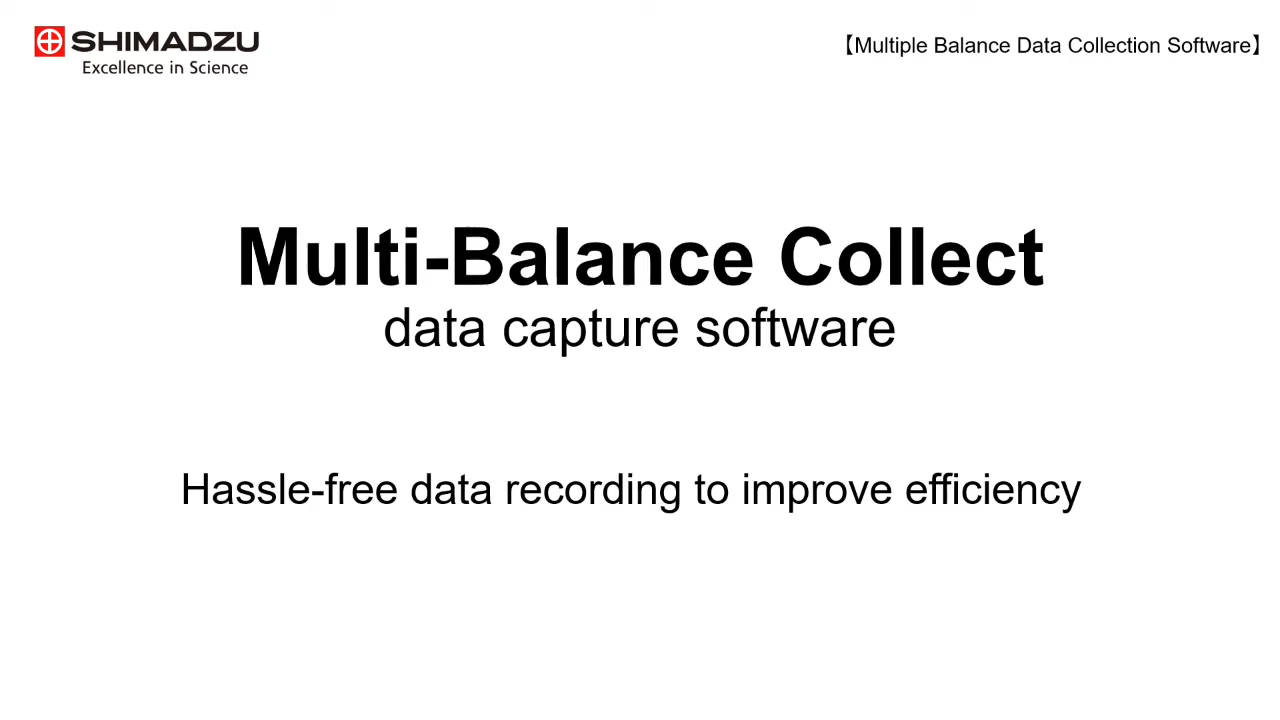 SHIMADZU
Excellence in Science
【Multiple Balance Data Collection Software】
Multi-Balance Collect
data capture software
Hassle-free data recording to improve efficiency